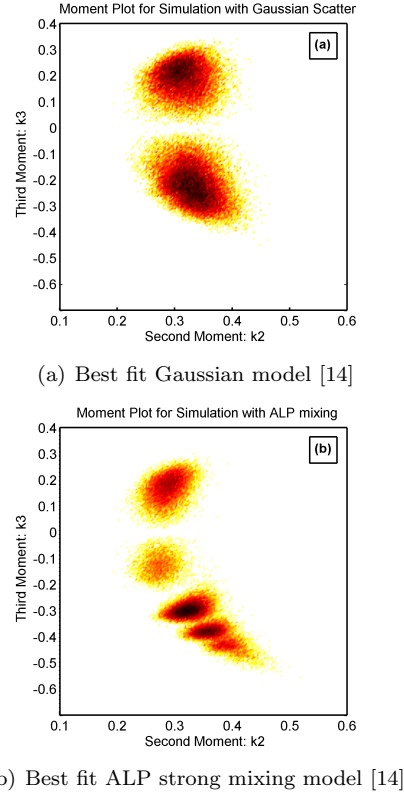 Moment Plot for Simulation with Gaussian Scatter
(a)
Third Moment: k3
0.4
0.3
0.2
0.1
0
-0.1
-0.2
-0.3
-0.4
-0.6
0.1 0.2 0.3 0.4 0.5 0.6
Second Moment: k2
(a) Best fit Gaussian model [14]
Moment Plot for Simulation with ALP mixing
(b)
Third Moment: k3
0.4
0.3
0.2
0.1
0
-0.1
-0.2
-0.3
-0.4
-0.5
-0.6
0.1 0.2 0.3 0.4 0.5 0.6
Second Moment: k2
o) Best fit ALP strong mixing model [14]